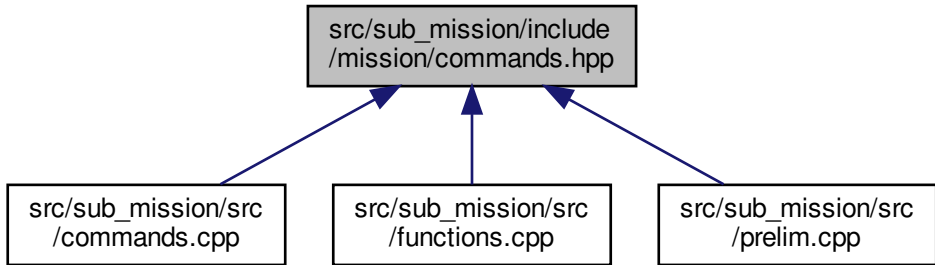 src/sub_mission/include
/mission/commands.hpp
src/sub_mission/src
/commands.cpp
src/sub_mission/src
/functions.cpp
src/sub_mission/src
/prelim.cpp